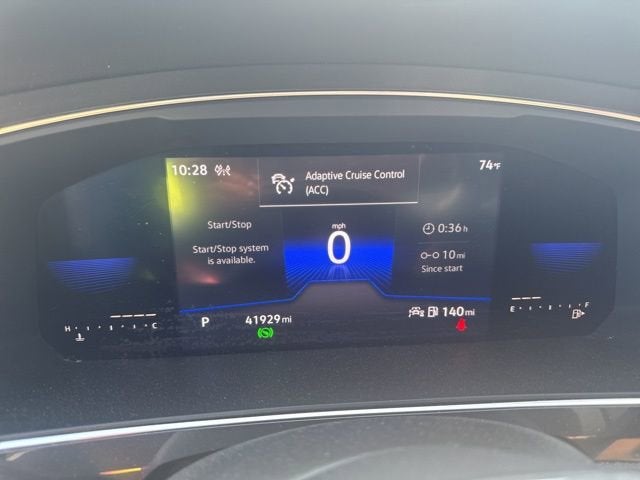 10:28
Adaptive Cruise Control
(ACC)
74°F
Start/Stop
Start/Stop system
is available.
mph
0
0:36 h
10 mi
Since start
H C
P
41929 mi
140 mi
E F